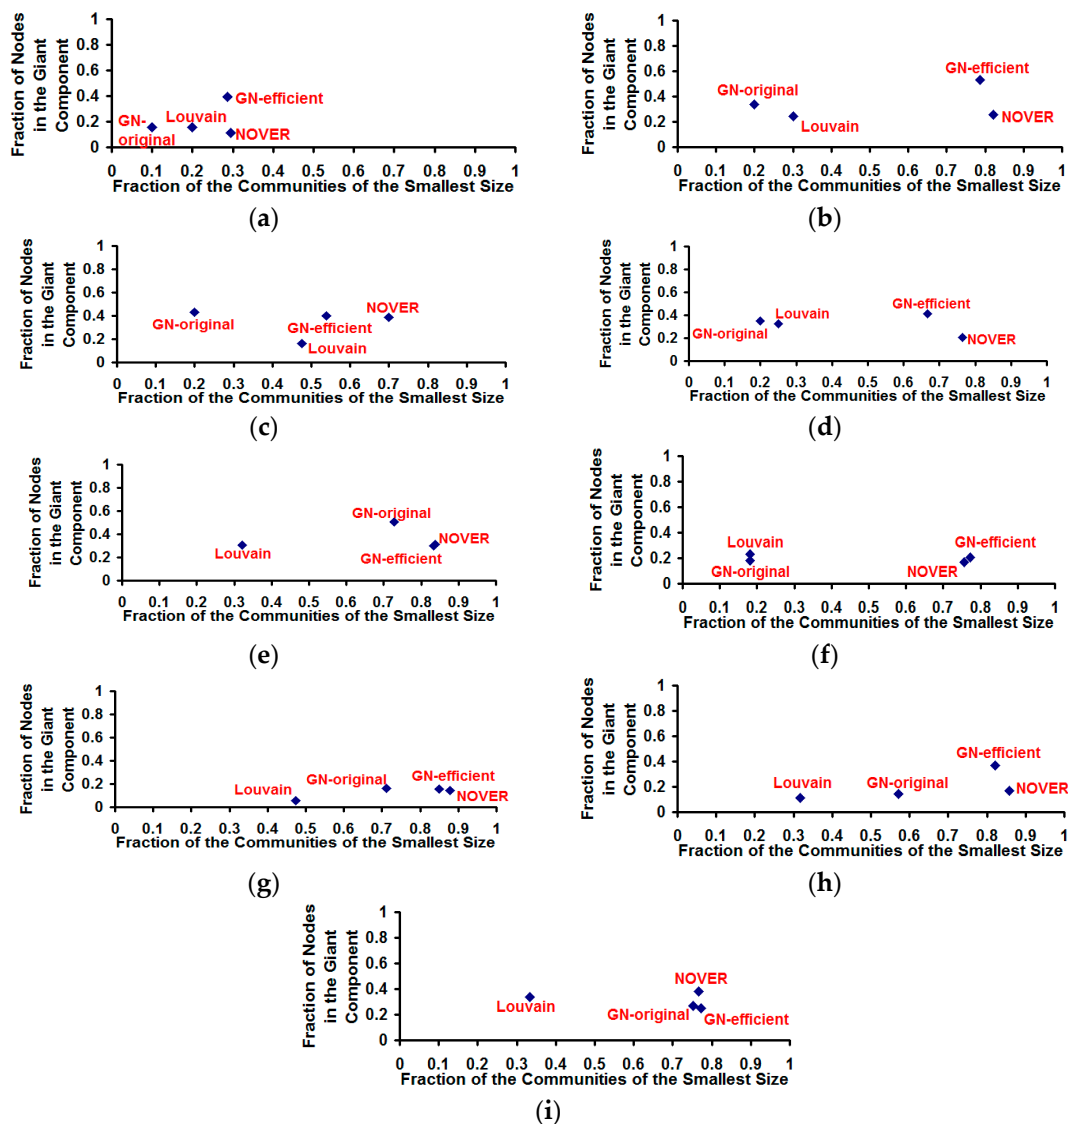 Fraction of Nodes
in the Giant
Component
1
0.8
0.6
0.4
0.2
0
GN-efficient
GN-
original
Louvain
NOVER
0 0.1 0.2 0.3 0.4 0.5 0.6 0.7 0.8 0.9 1
Fraction of the Communities of the Smallest Size
(a)
Fraction of Nodes
in the Giant
Component
1
0.8
0.6
0.4
0.2
0
GN-efficient
GN-original
Louvain
NOVER
0 0.1 0.2 0.3 0.4 0.5 0.6 0.7 0.8 0.9 1
Fraction of the Communities of the Smallest Size
(b)
Fraction of Nodes
in the Giant
Component
1
0.8
0.6
0.4
0.2
0
NOVER
GN-original
GN-efficient
Louvain
0 0.1 0.2 0.3 0.4 0.5 0.6 0.7 0.8 0.9 1
Fraction of the Communities of the Smallest Size
(c)
Fraction of Nodes
in the Giant
Component
1
0.8
0.6
0.4
0.2
0
GN-efficient
Louvain
GN-original
NOVER
0 0.1 0.2 0.3 0.4 0.5 0.6 0.7 0.8 0.9 1
Fraction of the Communities of the Smallest Size
(d)
Fraction of Nodes
in the Giant
Component
1
0.8
0.6
0.4
0.2
0
GN-original
NOVER
Louvain
GN-efficient
0 0.1 0.2 0.3 0.4 0.5 0.6 0.7 0.8 0.9 1
Fraction of the Communities of the Smallest Size
(e)
Fraction of Nodes
in the Giant
Component
1
0.8
0.6
0.4
0.2
0
Louvain
GN-original
GN-efficient
NOVER
0 0.1 0.2 0.3 0.4 0.5 0.6 0.7 0.8 0.9 1
Fraction of the Communities of the Smallest Size
(f)
Fraction of Nodes
in the Giant
Component
1
0.8
0.6
0.4
0.2
0
Louvain
GN-original
GN-efficient
NOVER
0 0.1 0.2 0.3 0.4 0.5 0.6 0.7 0.8 0.9 1
Fraction of the Communities of the Smallest Size
(g)
Fraction of Nodes
in the Giant
Component
1
0.8
0.6
0.4
0.2
0
GN-efficient
Louvain
GN-original
NOVER
0 0.1 0.2 0.3 0.4 0.5 0.6 0.7 0.8 0.9 1
Fraction of the Communities of the Smallest Size
(h)
Fraction of Nodes
in the Giant
Component
1
0.8
0.6
0.4
0.2
0
NOVER
Louvain
GN-original
GN-efficient
0 0.1 0.2 0.3 0.4 0.5 0.6 0.7 0.8 0.9 1
Fraction of the Communities of the Smallest Size
(i)